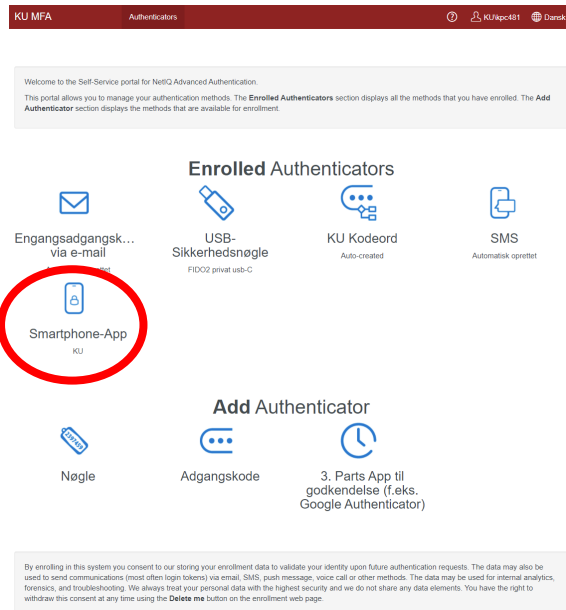 KU MFA Authenticators KU\kpc481 Dansk
Welcome to the Self-Service portal for NetIQ Advanced Authentication.
This portal allows you to manage your authentication methods. The Enrolled Authenticators section displays all the methods that you have enrolled. The Add
Authenticator section displays the methods that are available for enrollment.
Enrolled Authenticators
Engangsadgangsk…
via e-mail
USB-
Sikkerhedsnøgle
FIDO2 privat usb-C
KU Kodeord
Auto-created
SMS
Automatisk oprettet
Smartphone-App
KU
Add Authenticator
Nøgle
Adgangskode
3. Parts App til
godkendelse (f.eks.
Google Authenticator)
By enrolling in this system you consent to our storing your enrollment data to validate your identity upon future authentication requests. The data may also be
used to send communications (most often login tokens) via email, SMS, push message, voice call or other methods. The data may be used for internal analytics,
forensics, and troubleshooting. We always treat your personal data with the highest security and we do not share any data elements. You have the right to
withdraw this consent at any time using the Delete me button on the enrollment web page.